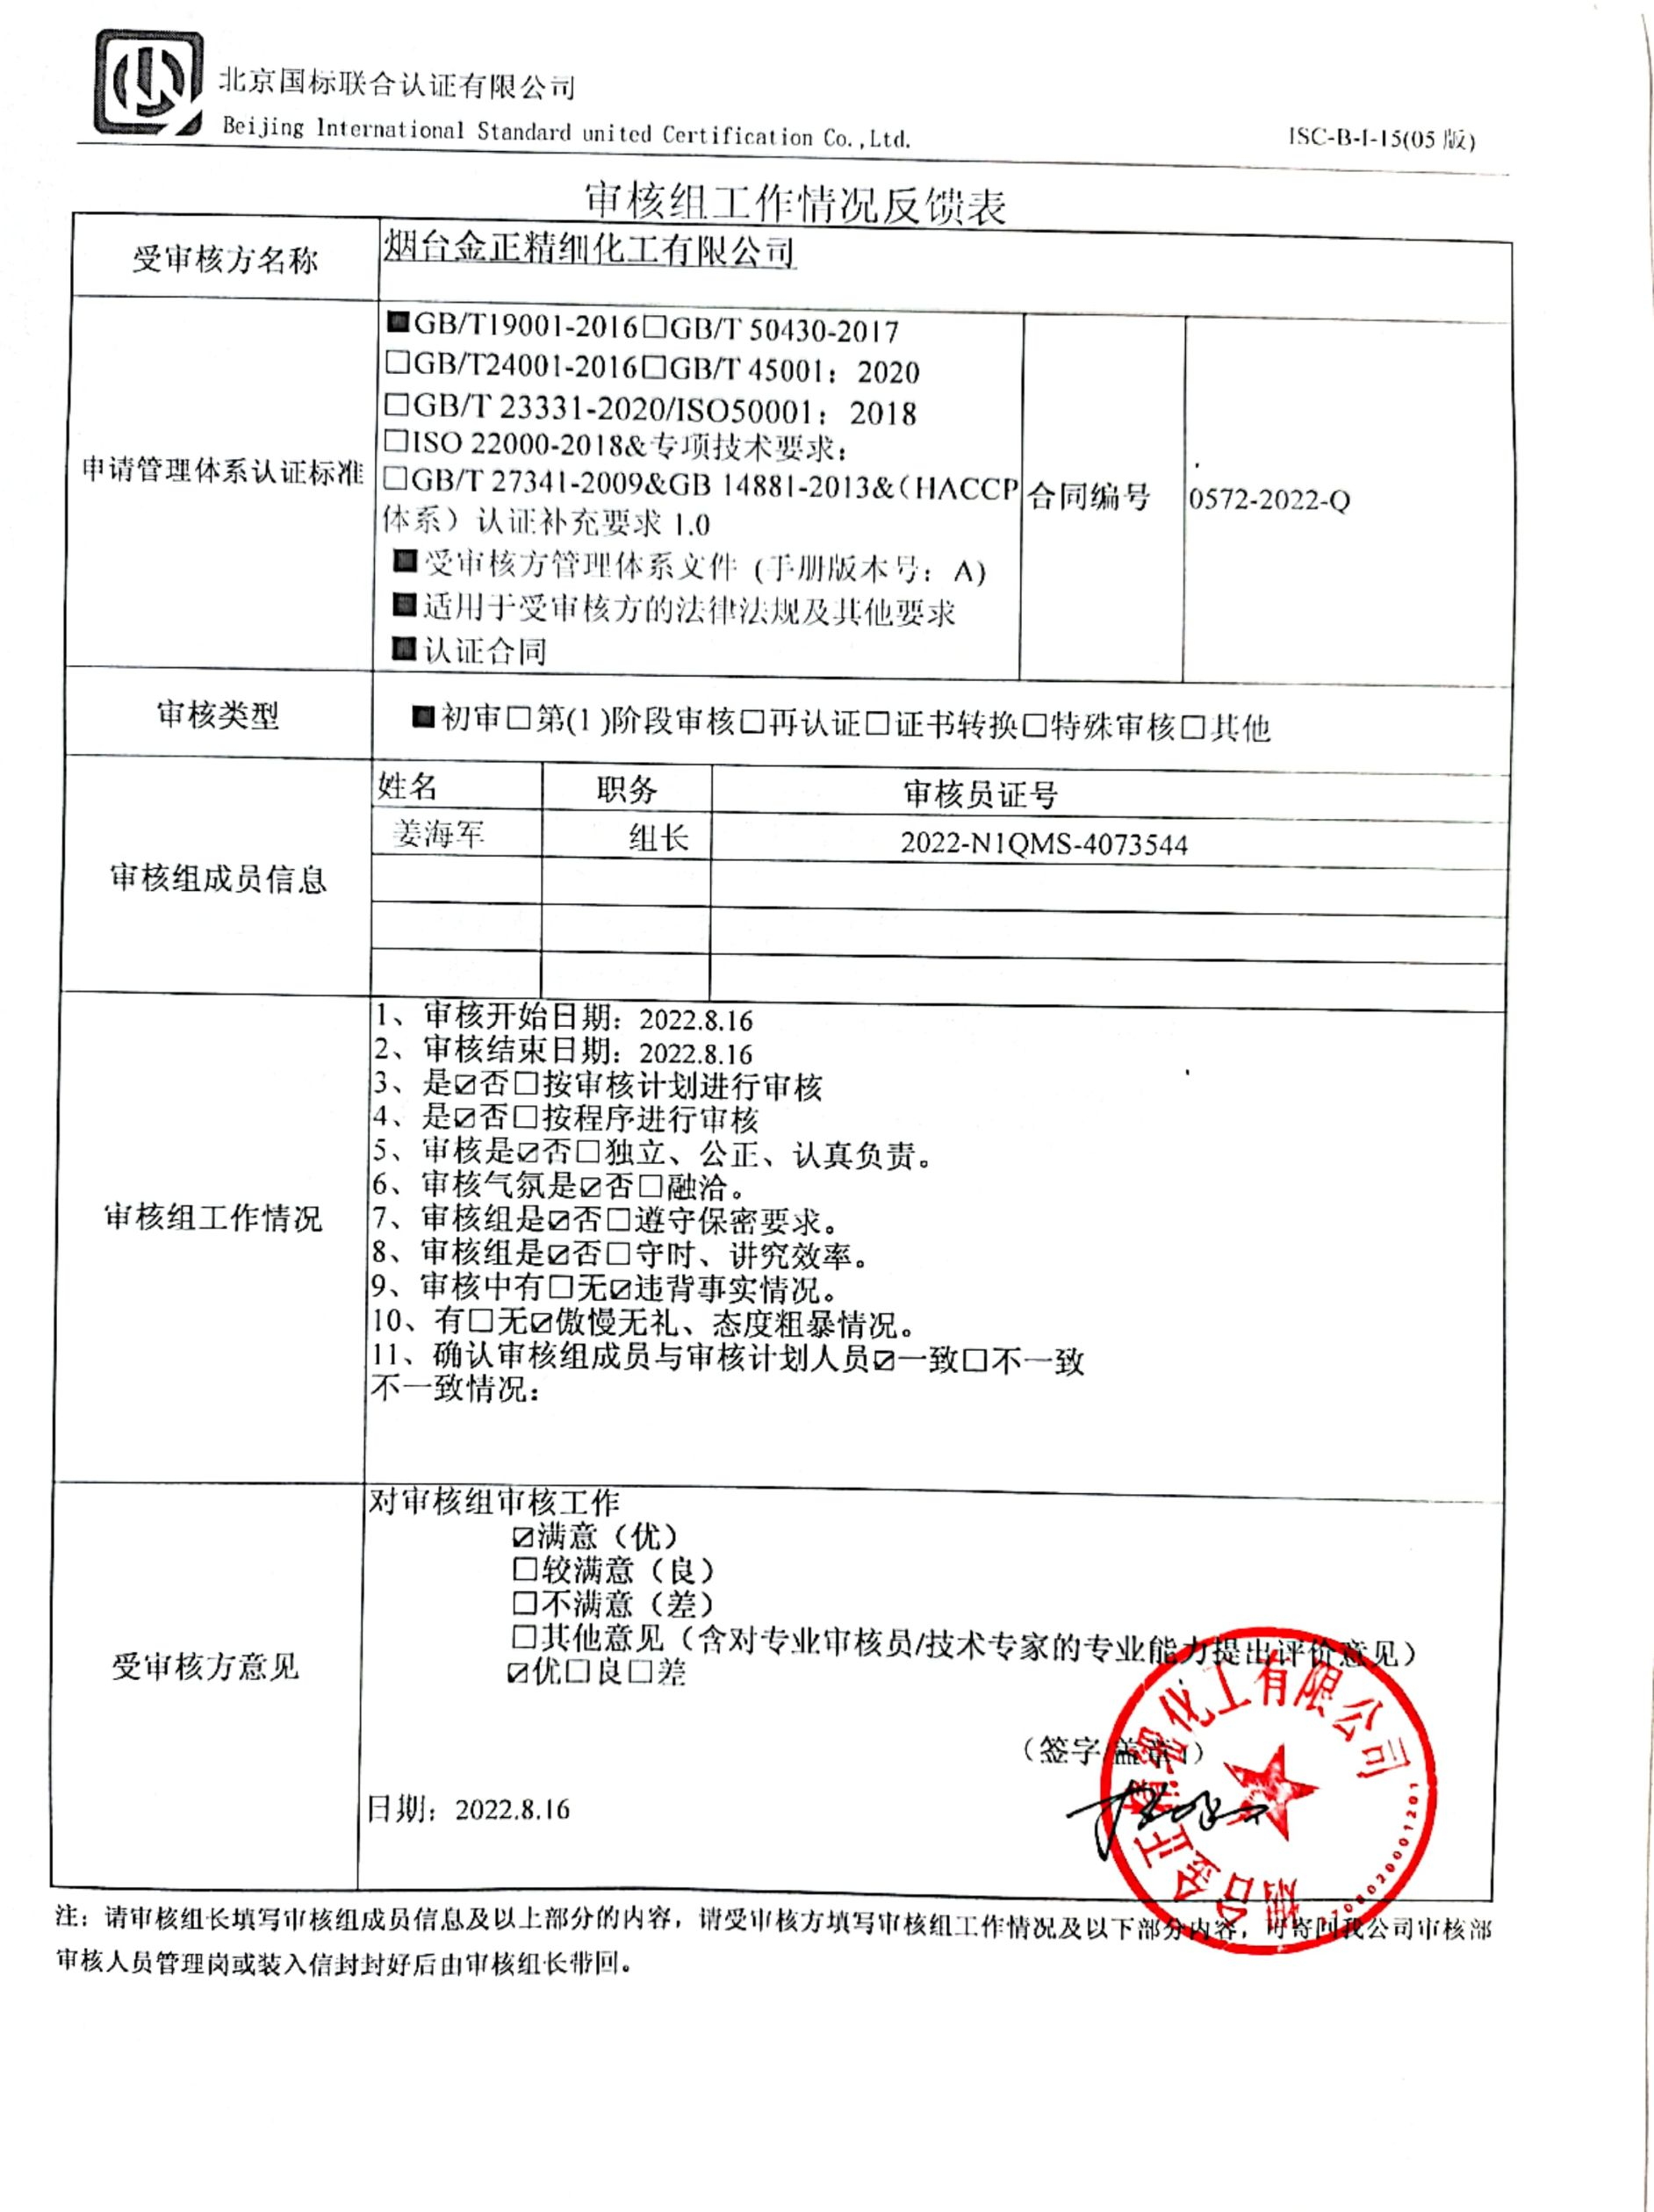 北京国标联合认证有限公司
Beijing International Standard united Certification Co.,Ltd.
ISC-B-I-15(05版)
审核组工作情况反馈表
受审核方名称
烟台金正精细化工有限公司
申请管理体系认证标准
■GB/T19001-2016□GB/T 50430-2017
□GB/T24001-2016□GB/T 45001：2020
□GB/T 23331-2020/ISO50001：2018
□ISO 22000-2018&专项技术要求：
□GB/T 27341-2009&GB 14881-2013&（HACCP
体系）认证补充要求 1.0
■受审核方管理体系文件（手册版本号：A）
■适用于受审核方的法律法规及其他要求
■认证合同
合同编号
0572-2022-Q
审核类型
■初审□第(1)阶段审核□再认证□证书转换□特殊审核□其他
审核组成员信息
姓名 职务 审核员证号
姜海军 组长 2022-N1QMS-4073544
审核组工作情况
1、审核开始日期：2022.8.16
2、审核结束日期：2022.8.16
3、是☑否□按审核计划进行审核
4、是☑否□按程序进行审核
5、审核是☑否□独立、公正、认真负责。
6、审核气氛是☑否□融洽。
7、审核组是☑否□遵守保密要求。
8、审核组是☑否□守时、讲究效率。
9、审核中有□无☑违背事实情况。
10、有□无☑傲慢无礼、态度粗暴情况。
11、确认审核组成员与审核计划人员☑一致□不一致
不一致情况：
受审核方意见
对审核组审核工作
☑满意（优）
□较满意（良）
□不满意（差）
□其他意见（含对专业审核员/技术专家的专业能力提出评价意见）
☑优□良□差
（签字/盖章）
日期：2022.8.16
烟台金正精细化工有限公司
注：请审核组长填写审核组成员信息及以上部分的内容，请受审核方填写审核组工作情况及以下部分内容，可寄回我公司审核部
审核人员管理岗或装入信封封好后由审核组长带回。